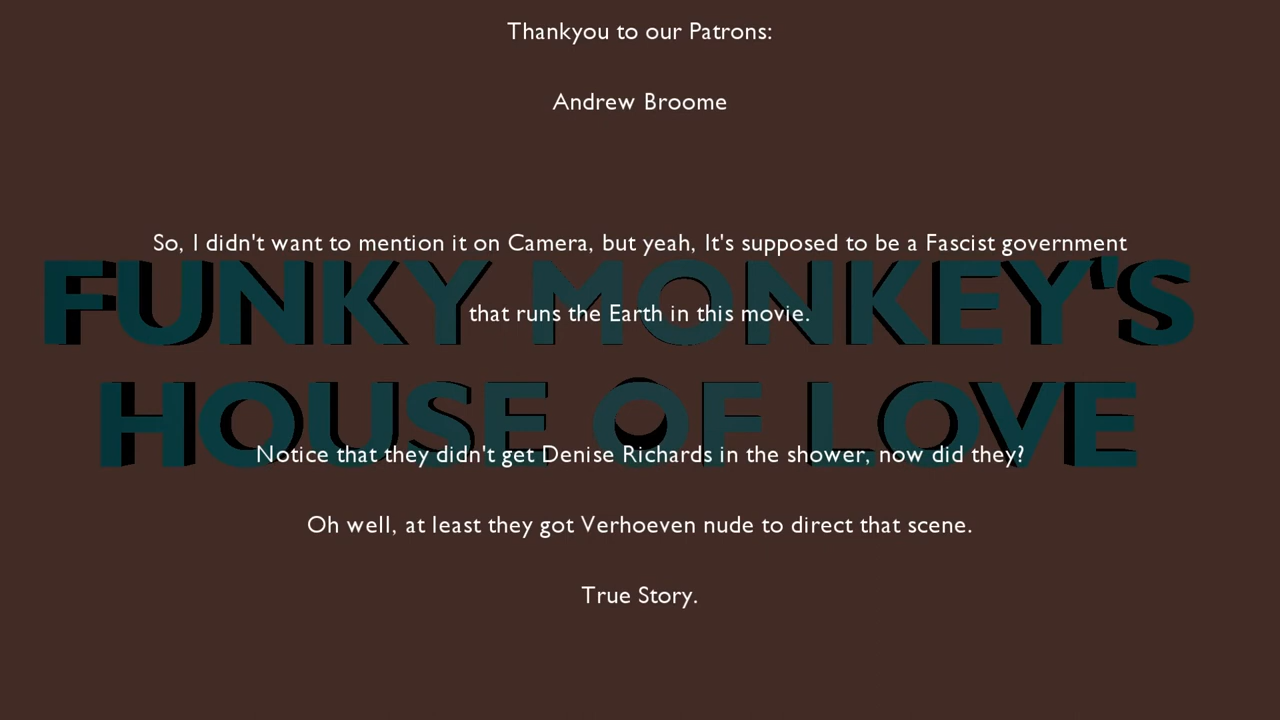 Thankyou to our Patrons:
Andrew Broome
So, I didn't want to mention it on Camera, but yeah, It's supposed to be a Fascist government
FUNKY MONKEY'S
that runs the Earth in this movie.
HOUSE OF LOVE
Notice that they didn't get Denise Richards in the shower, now did they?
Oh well, at least they got Verhoeven nude to direct that scene.
True Story.